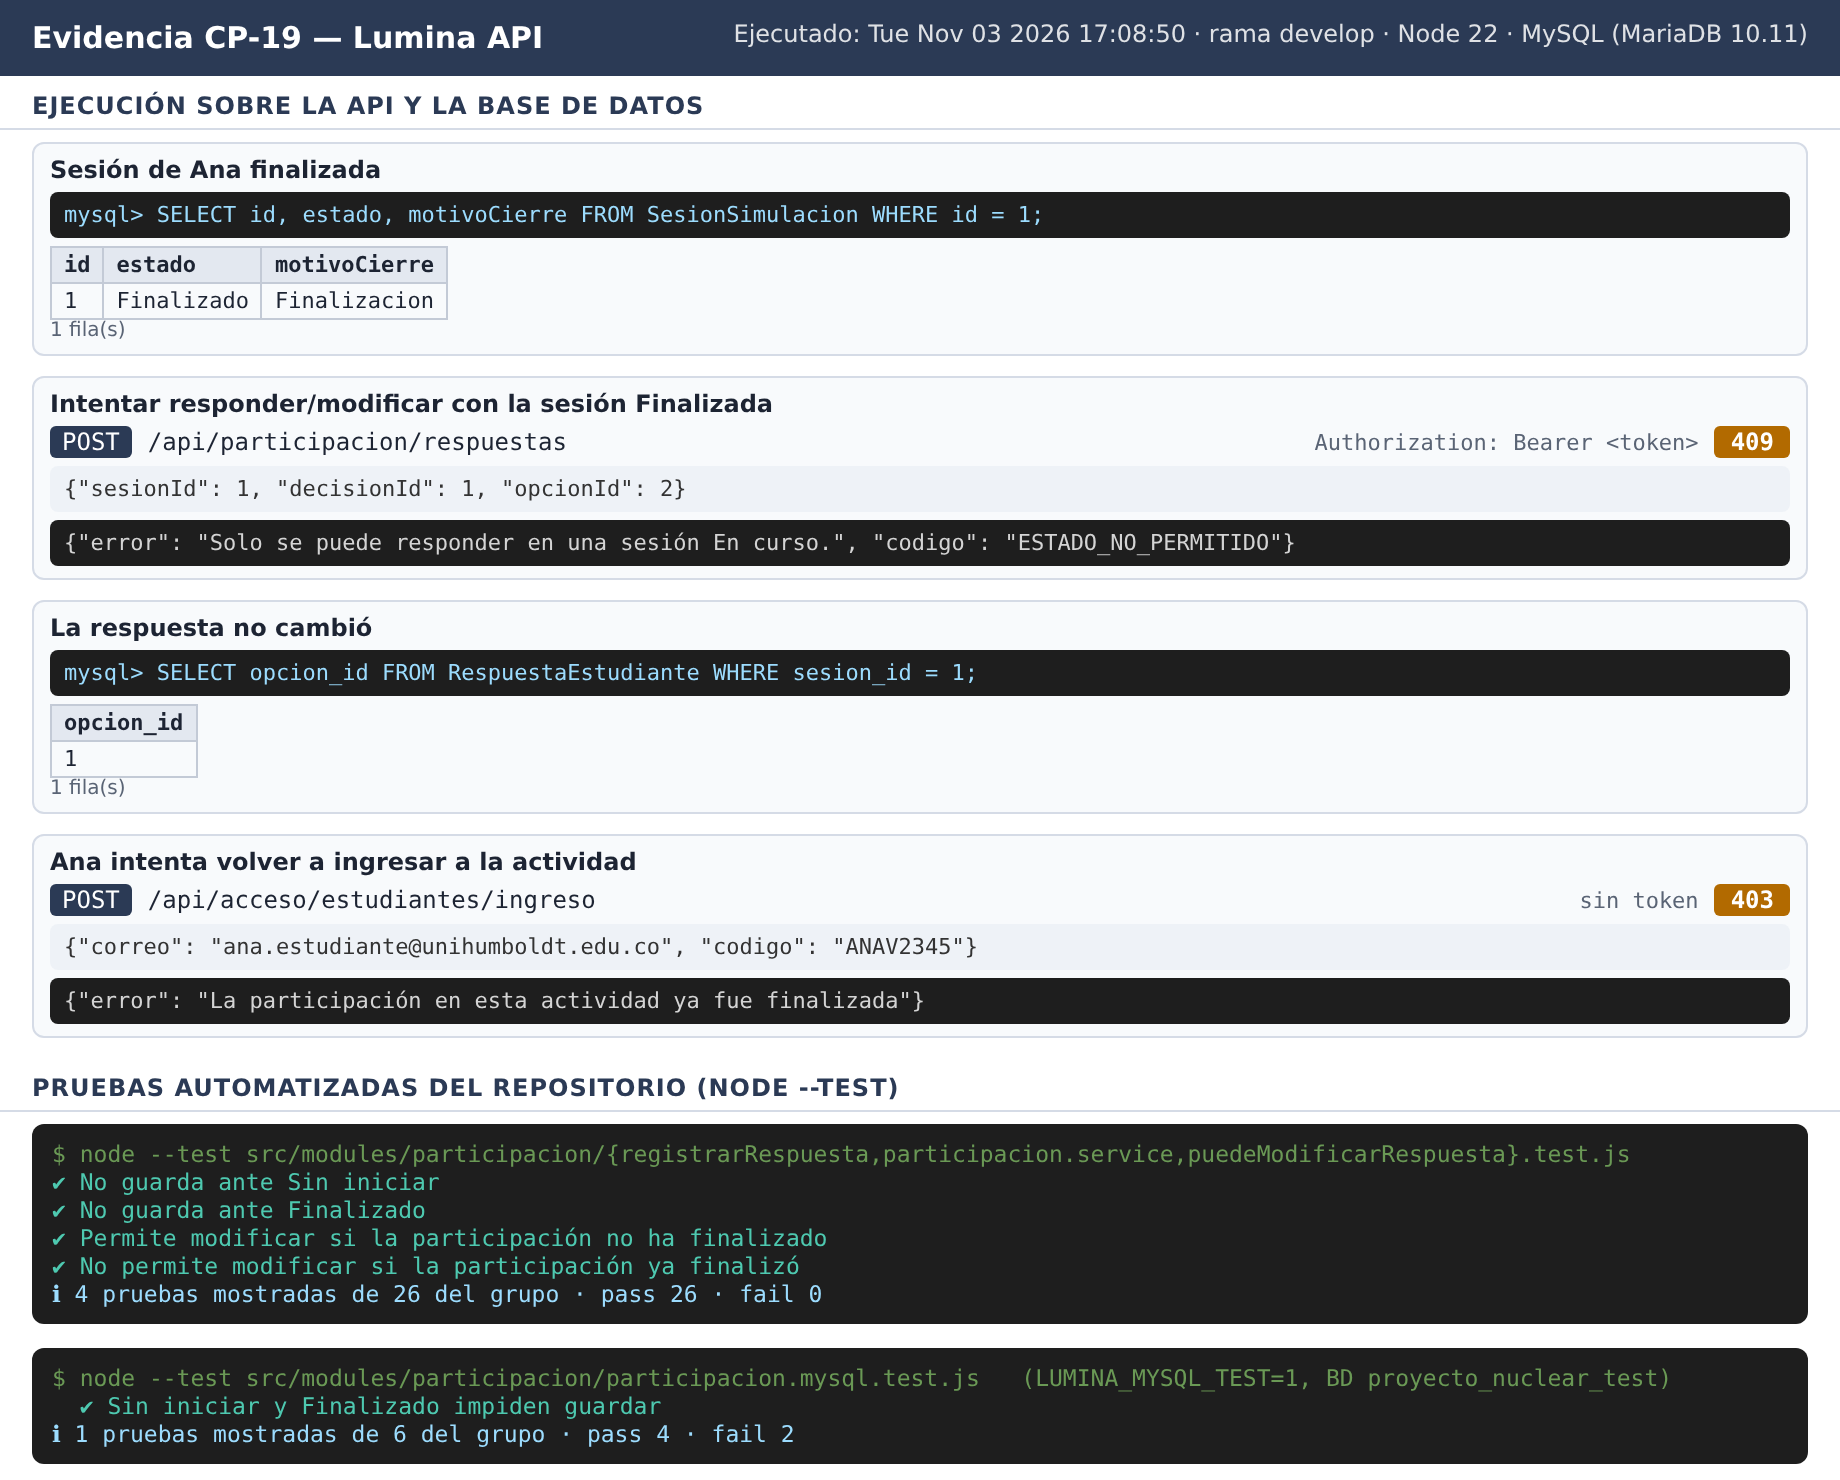 Evidencia CP-19 — Lumina API
Ejecutado: Tue Nov 03 2026 17:08:50 · rama develop · Node 22 · MySQL (MariaDB 10.11)
EJECUCIÓN SOBRE LA API Y LA BASE DE DATOS
Sesión de Ana finalizada
mysql> SELECT id, estado, motivoCierre FROM SesionSimulacion WHERE id = 1;
id estado motivoCierre
1 Finalizado Finalizacion
1 fila(s)
Intentar responder/modificar con la sesión Finalizada
POST /api/participacion/respuestas Authorization: Bearer <token> 409
{"sesionId": 1, "decisionId": 1, "opcionId": 2}
{"error": "Solo se puede responder en una sesión En curso.", "codigo": "ESTADO_NO_PERMITIDO"}
La respuesta no cambió
mysql> SELECT opcion_id FROM RespuestaEstudiante WHERE sesion_id = 1;
opcion_id
1
1 fila(s)
Ana intenta volver a ingresar a la actividad
POST /api/acceso/estudiantes/ingreso sin token 403
{"correo": "ana.estudiante@unihumboldt.edu.co", "codigo": "ANAV2345"}
{"error": "La participación en esta actividad ya fue finalizada"}
PRUEBAS AUTOMATIZADAS DEL REPOSITORIO (NODE --TEST)
$ node --test src/modules/participacion/{registrarRespuesta,participacion.service,puedeModificarRespuesta}.test.js
✔ No guarda ante Sin iniciar
✔ No guarda ante Finalizado
✔ Permite modificar si la participación no ha finalizado
✔ No permite modificar si la participación ya finalizó
ℹ 4 pruebas mostradas de 26 del grupo · pass 26 · fail 0
$ node --test src/modules/participacion/participacion.mysql.test.js (LUMINA_MYSQL_TEST=1, BD proyecto_nuclear_test)
✔ Sin iniciar y Finalizado impiden guardar
ℹ 1 pruebas mostradas de 6 del grupo · pass 4 · fail 2